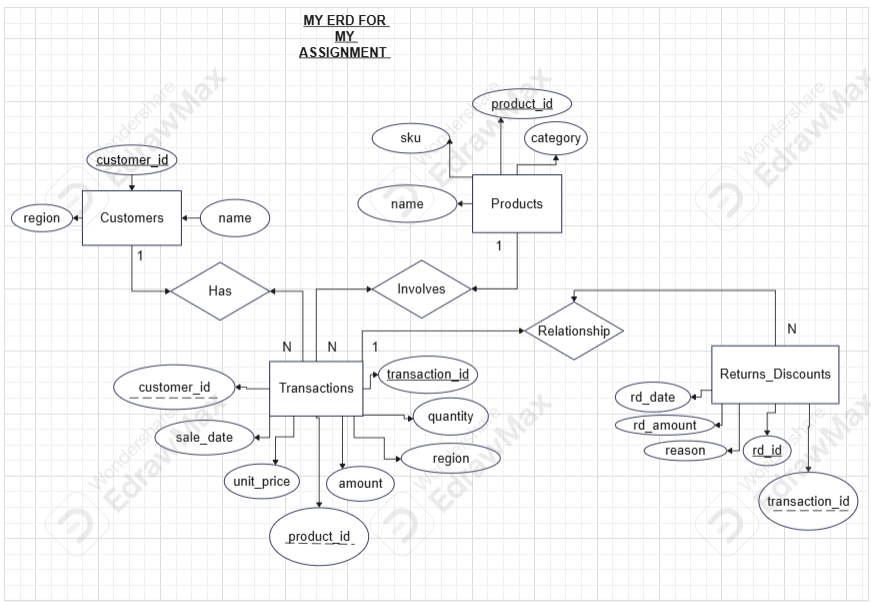 MY ERD FOR
MY
ASSIGNMENT
product_id
sku
category
customer_id
region
Customers
name
name
Products
1
1
Has
Involves
Relationship
N
N
N
1
customer_id
Transactions
transaction_id
Returns_Discounts
sale_date
quantity
rd_date
rd_amount
unit_price
amount
region
reason
rd_id
product_id
transaction_id
Wondershare
EdrawMax
Wondershare
EdrawMax
Wondershare
EdrawMax
Wondershare
EdrawMax
Wondershare
EdrawMax
Wondershare
EdrawMax